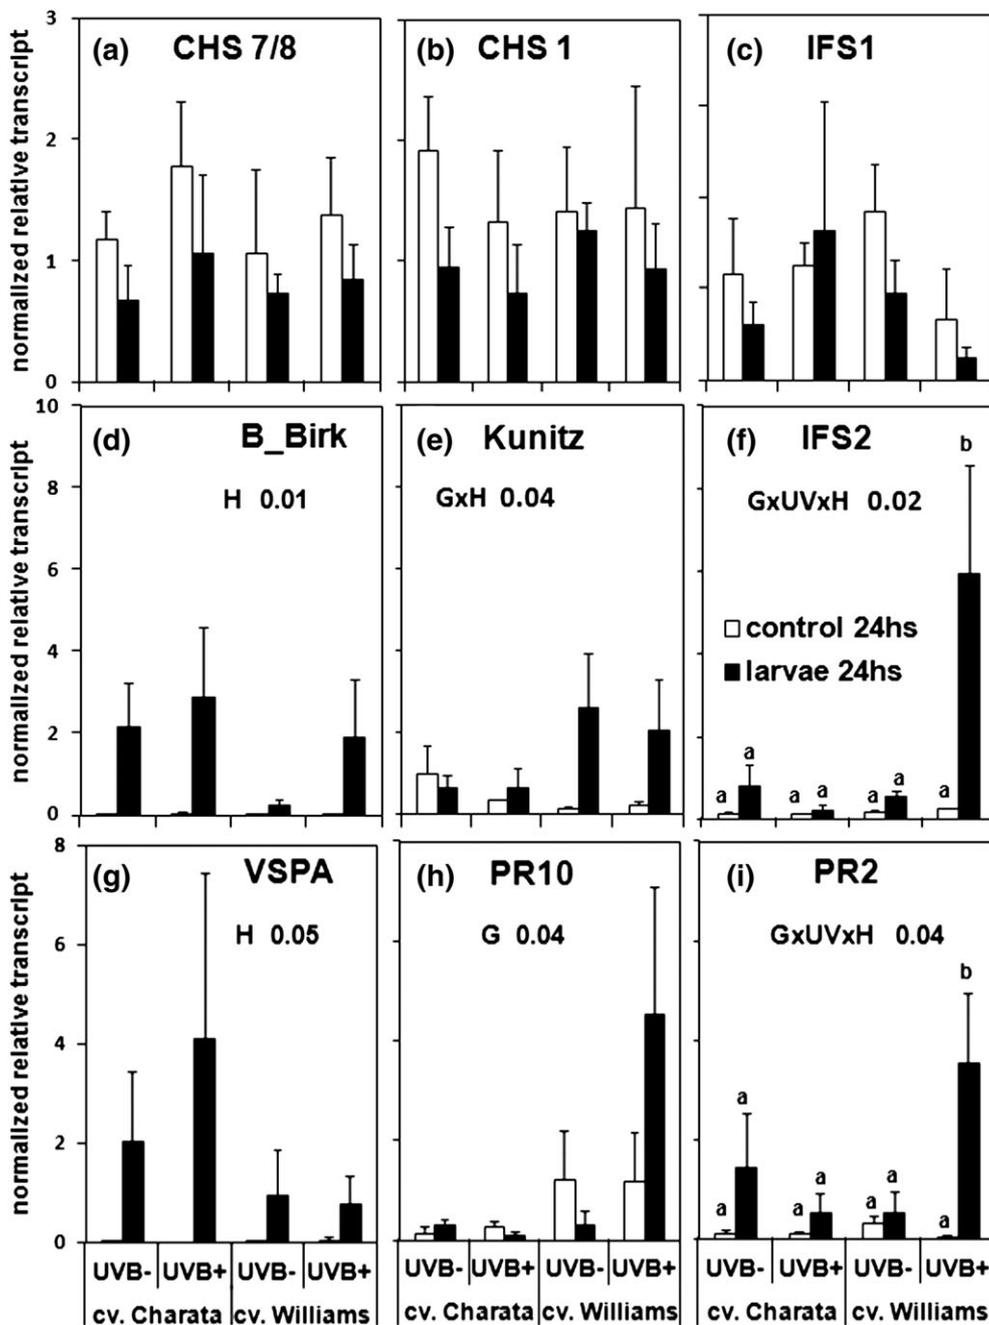 normalized relative transcript
3
2
1
0
(a) CHS 7/8
(b) CHS 1
(c) IFS1
normalized relative transcript
10
8
6
4
2
0
(d) B_Birk
H 0.01
(e) Kunitz
GxH 0.04
(f) IFS2
GxUVxH 0.02
control 24hs
larvae 24hs
a a a a a a a b
normalized relative transcript
8
6
4
2
0
(g) VSPA
H 0.05
(h) PR10
G 0.04
(i) PR2
GxUVxH 0.04
a a a a a a a b
UVB- UVB+ UVB- UVB+
cv. Charata cv. Williams
UVB- UVB+ UVB- UVB+
cv. Charata cv. Williams
UVB- UVB+ UVB- UVB+
cv. Charata cv. Williams